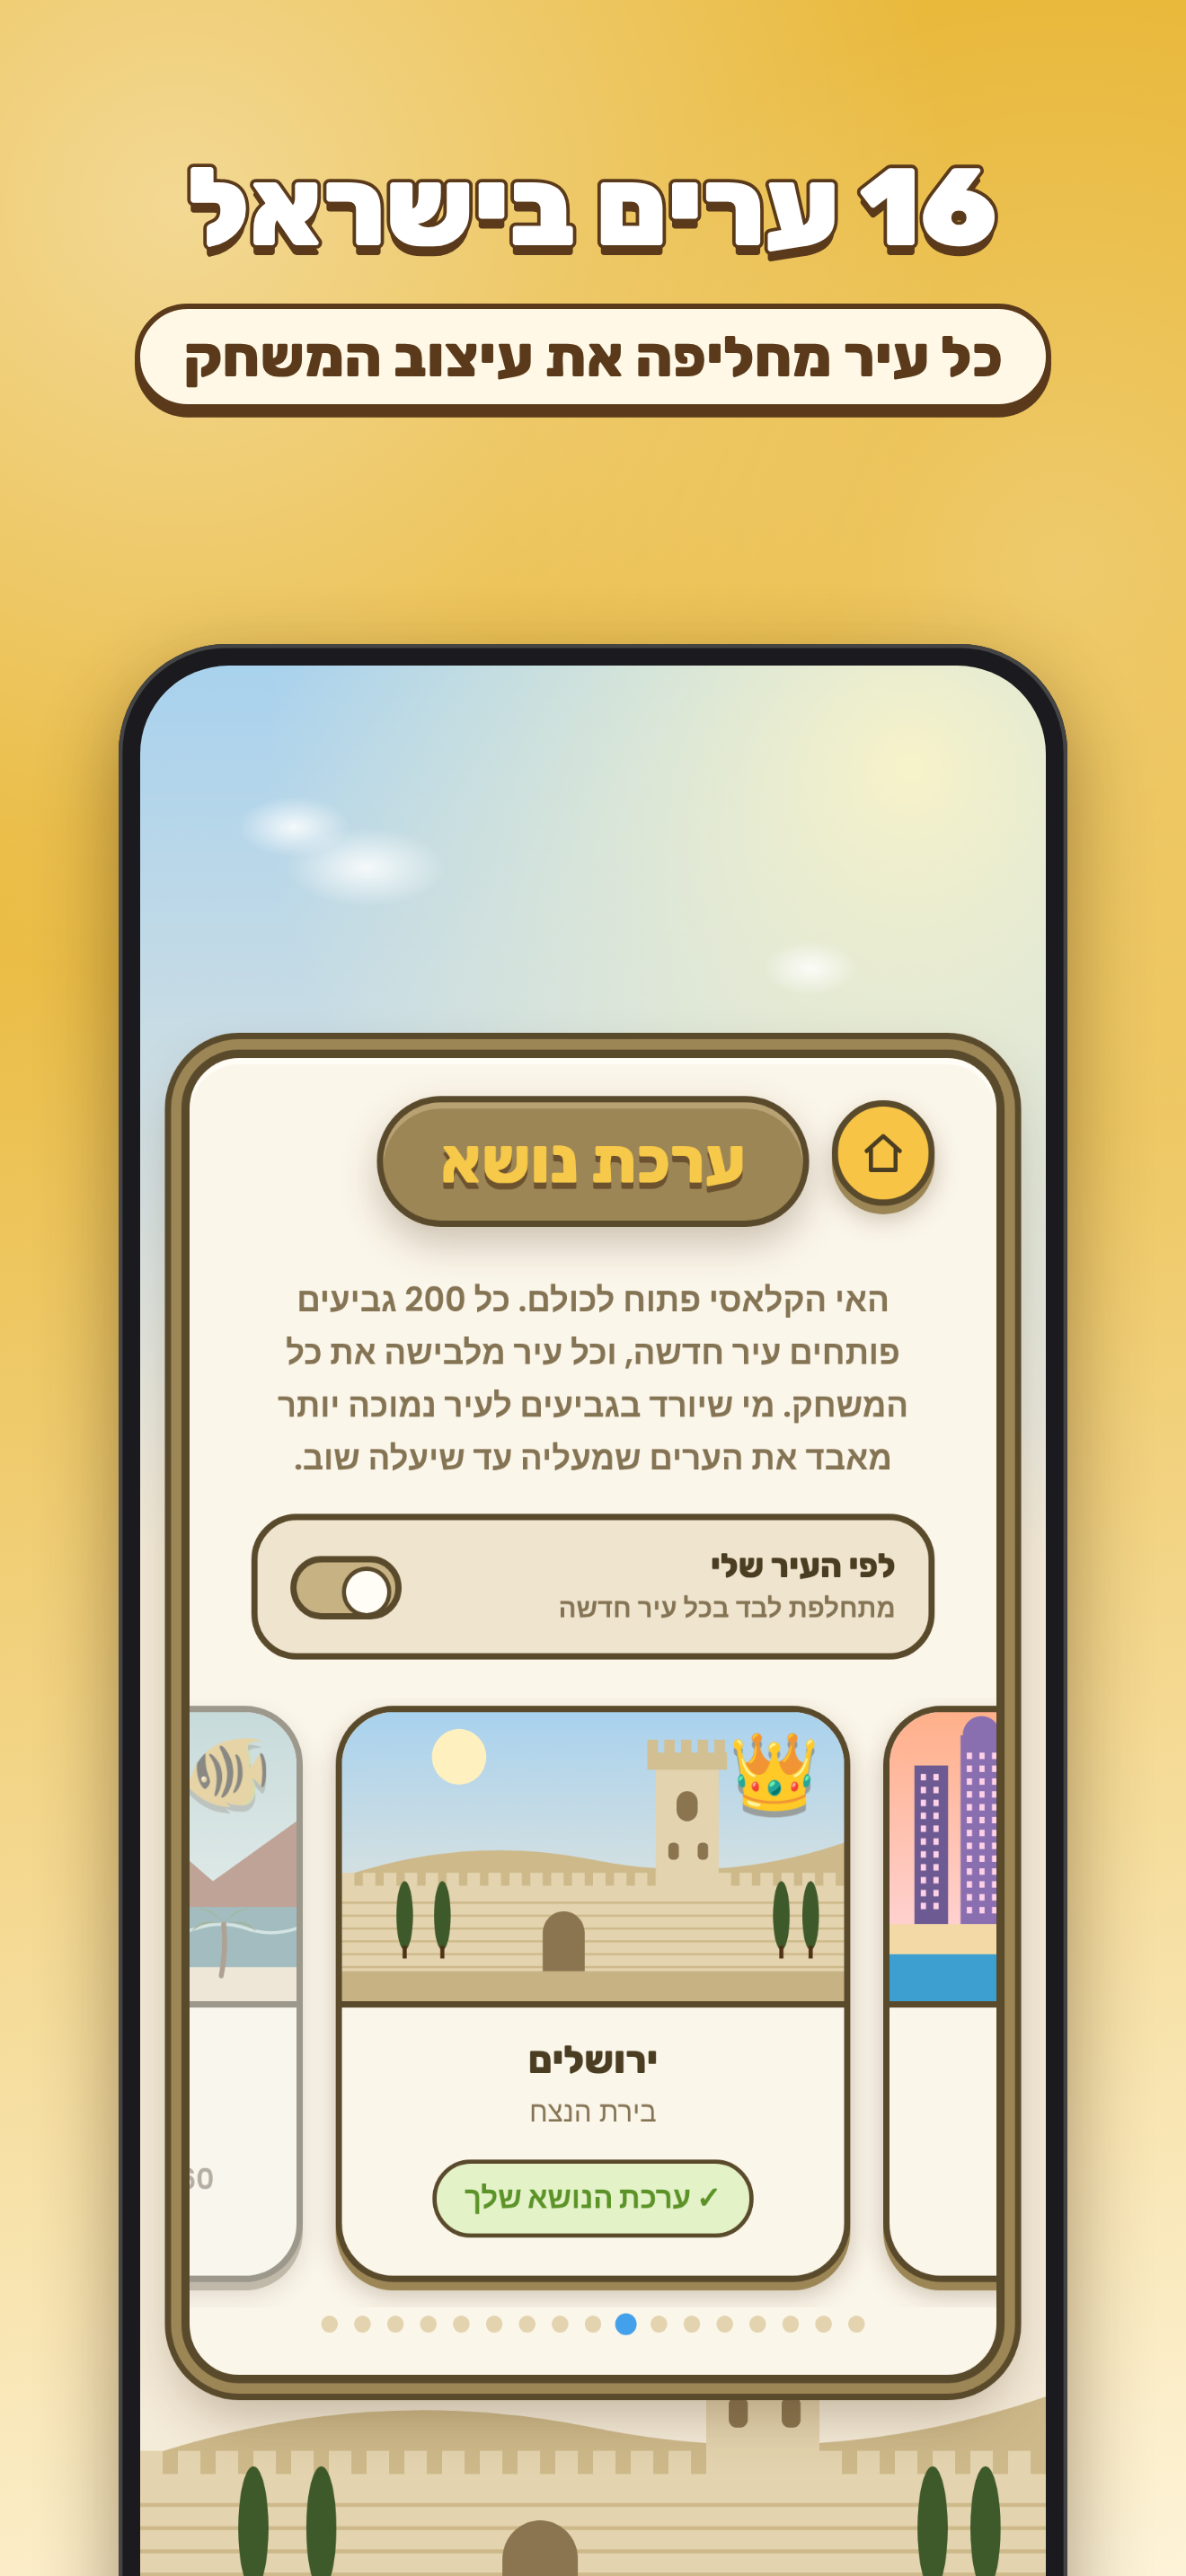 16 ערים בישראל
כל עיר מחליפה את עיצוב המשחק
ערכת נושא
האי הקלאסי פתוח לכולם. כל 200 גביעים
פותחים עיר חדשה, וכל עיר מלבישה את כל
המשחק. מי שיורד בגביעים לעיר נמוכה יותר
מאבד את הערים שמעליה עד שיעלה שוב.
לפי העיר שלי
מתחלפת לבד בכל עיר חדשה
ירושלים
בירת הנצח
✓ ערכת הנושא שלך